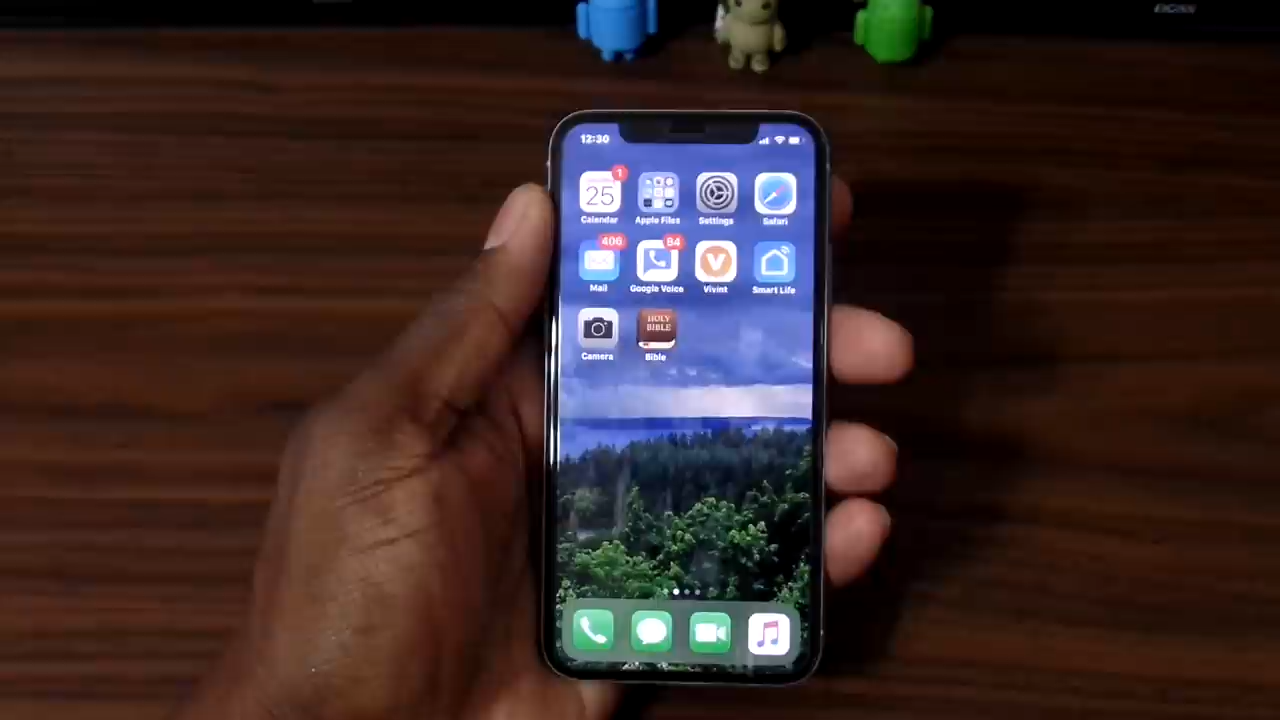 12:30
1
25
Calendar
Apple Files
Settings
Safari
406
84
Mail
Google Voice
Vivint
Smart Life
HOLY
BIBLE
Camera
Bible